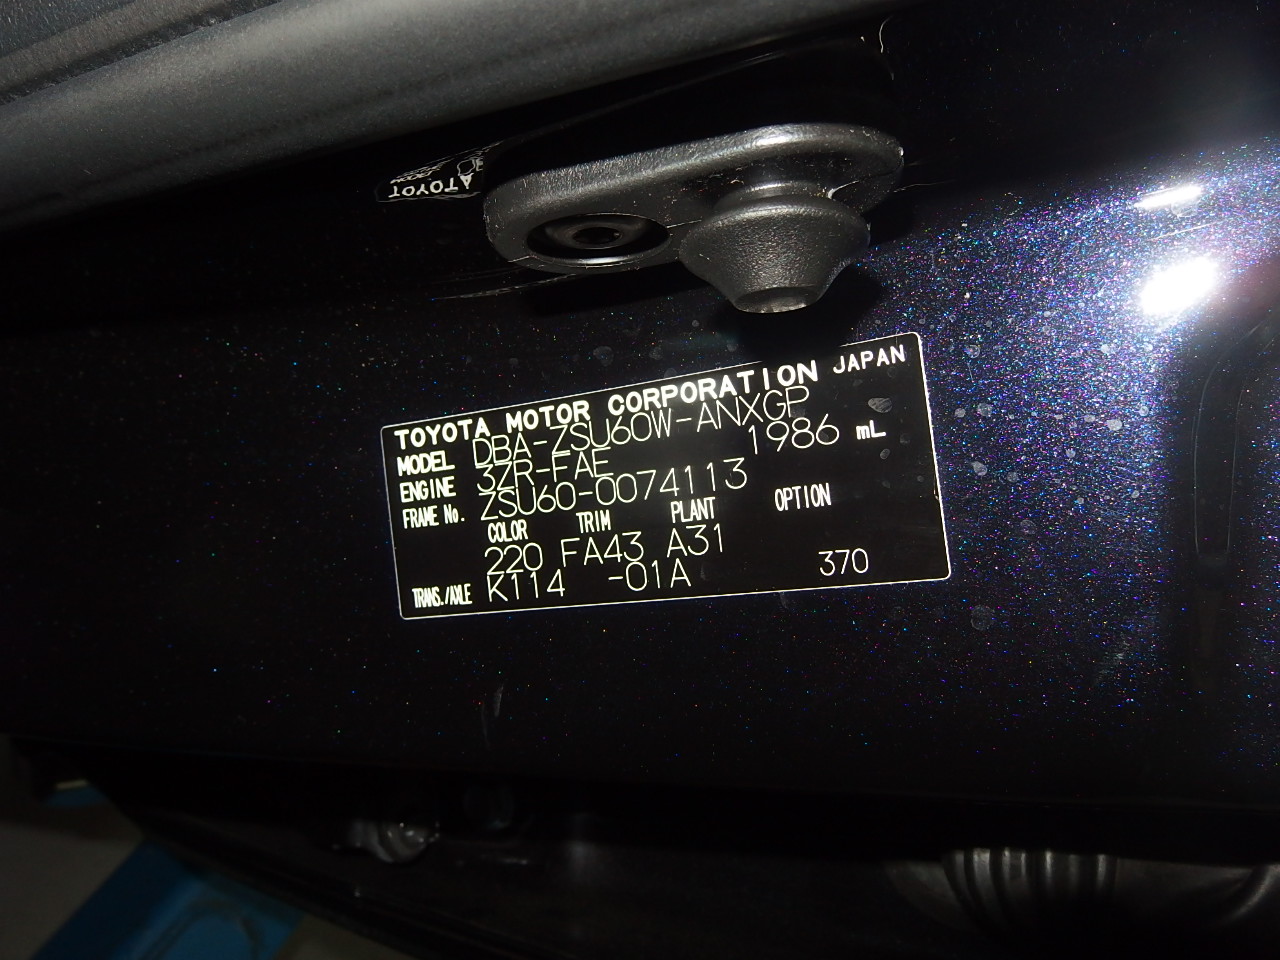 TOYOTA MOTOR CORPORATION JAPAN
MODEL DBA-ZSU60W-ANXGP
ENGINE 3ZR-FAE 1986 mL
FRAME No. ZSU60-0074113
COLOR TRIM PLANT OPTION
220 FA43 A31
TRANS./AXLE K114 -01A 370